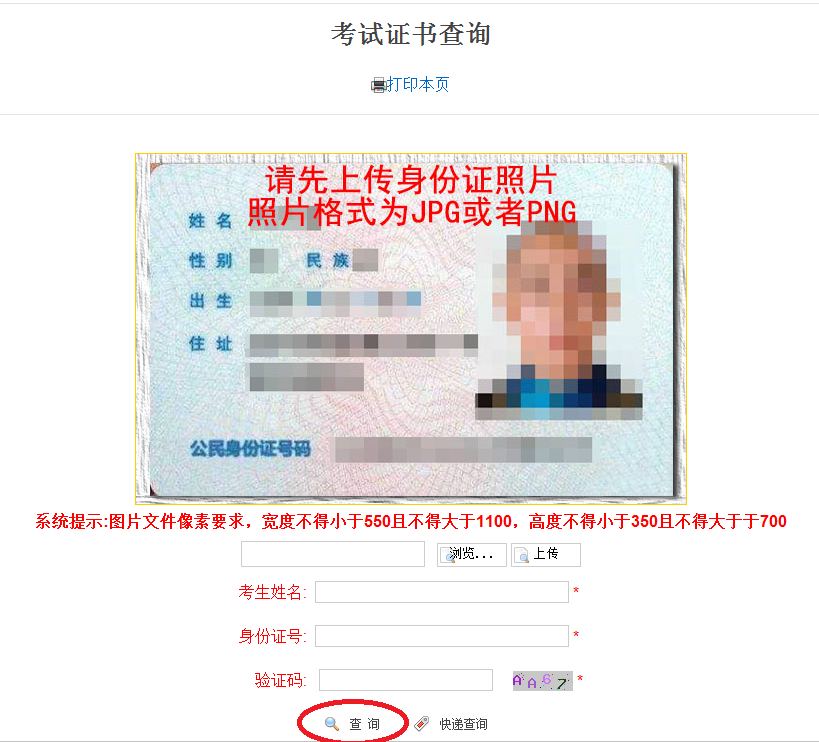 考试证书查询
打印本页
请先上传身份证照片
照片格式为JPG或者PNG
姓 名
性 别 民 族
出 生
住 址
公民身份证号码
系统提示:图片文件像素要求，宽度不得小于550且不得大于1100，高度不得小于350且不得大于于700
浏览... 上传
考生姓名: *
身份证号: *
验证码: AA6Z *
查 询 快递查询